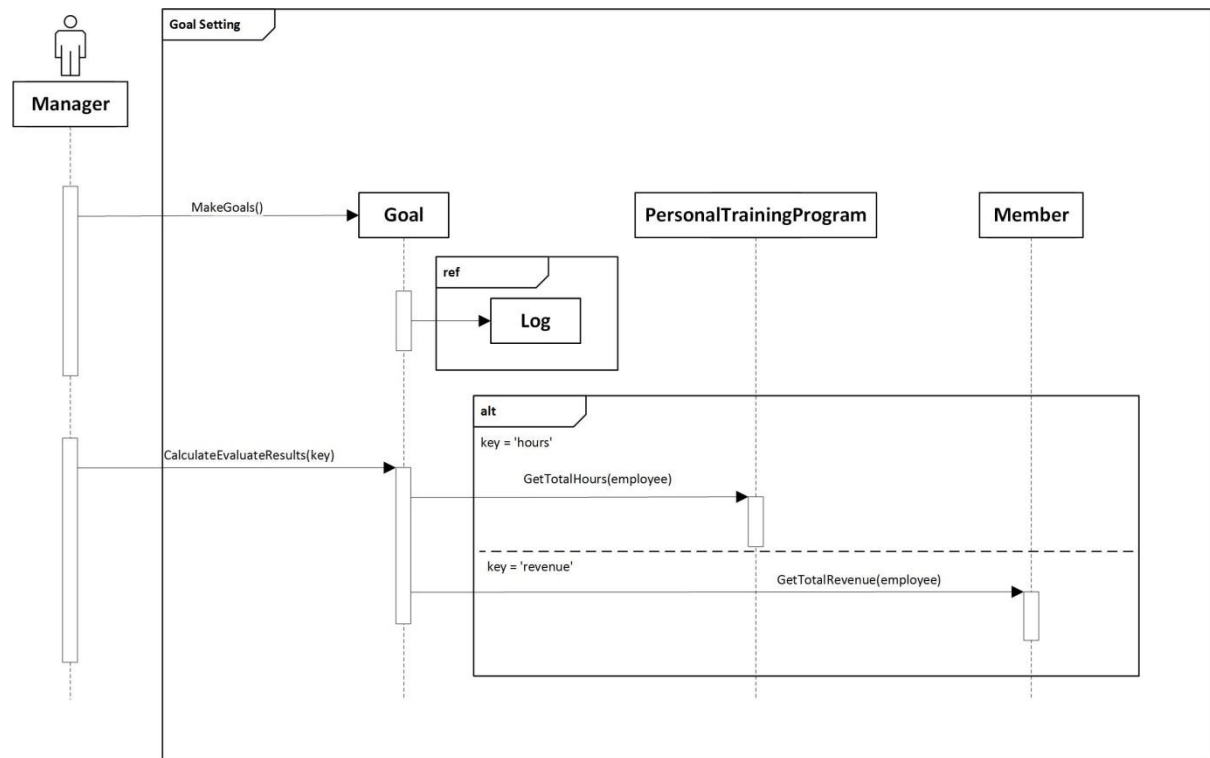 Goal Setting
Manager
MakeGoals()
Goal
PersonalTrainingProgram
Member
ref
Log
alt
key = 'hours'
CalculateEvaluateResults(key)
GetTotalHours(employee)
key = 'revenue'
GetTotalRevenue(employee)